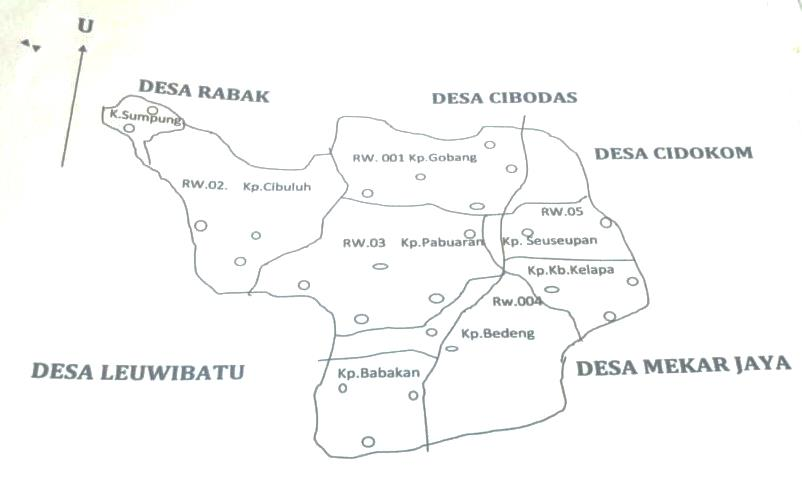 U
DESA RABAK
DESA CIBODAS
K.Sumpung
DESA CIDOKOM
RW. 001 Kp.Gobang
RW.02. Kp.Cibuluh
RW.05
RW.03 Kp.Pabuaran
Kp. Seuseupan
Kp.Kb.Kelapa
Rw.004
Kp.Bedeng
DESA LEUWIBATU
Kp.Babakan
DESA MEKAR JAYA